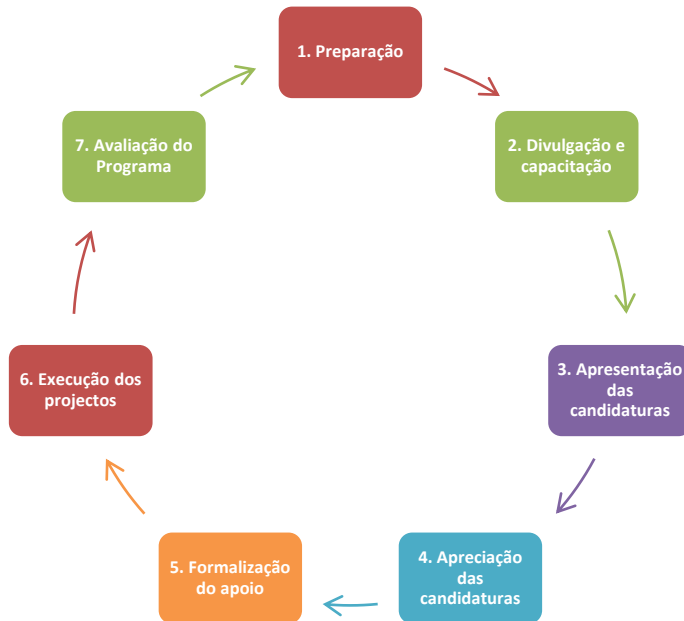 1. Preparação
2. Divulgação e
capacitação
3. Apresentação
das
candidaturas
4. Apreciação
das
candidaturas
5. Formalização
do apoio
6. Execução dos
projectos
7. Avaliação do
Programa